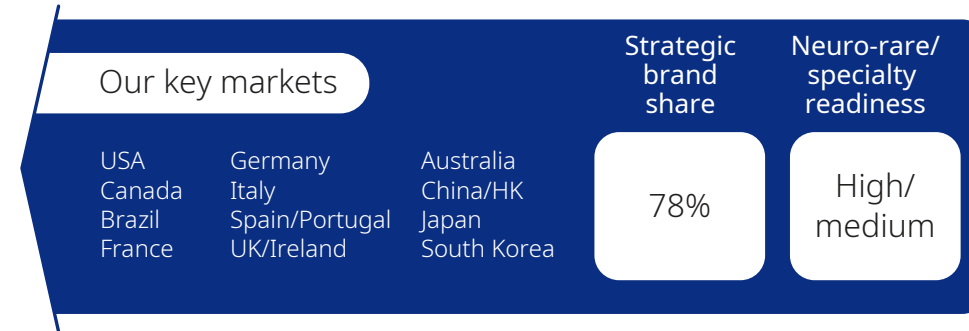 Our key markets
USA
Canada
Brazil
France
Germany
Italy
Spain/Portugal
UK/Ireland
Australia
China/HK
Japan
South Korea
Strategic
brand
share
78%
Neuro-rare/
specialty
readiness
High/
medium